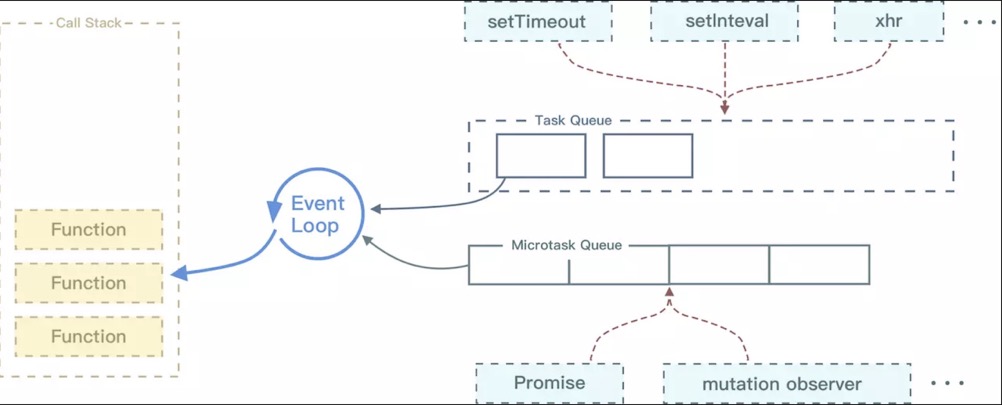 Call Stack
setTimeout
setInteval
xhr
Task Queue
Event
Loop
Function
Microtask Queue
Function
Function
Promise
mutation observer